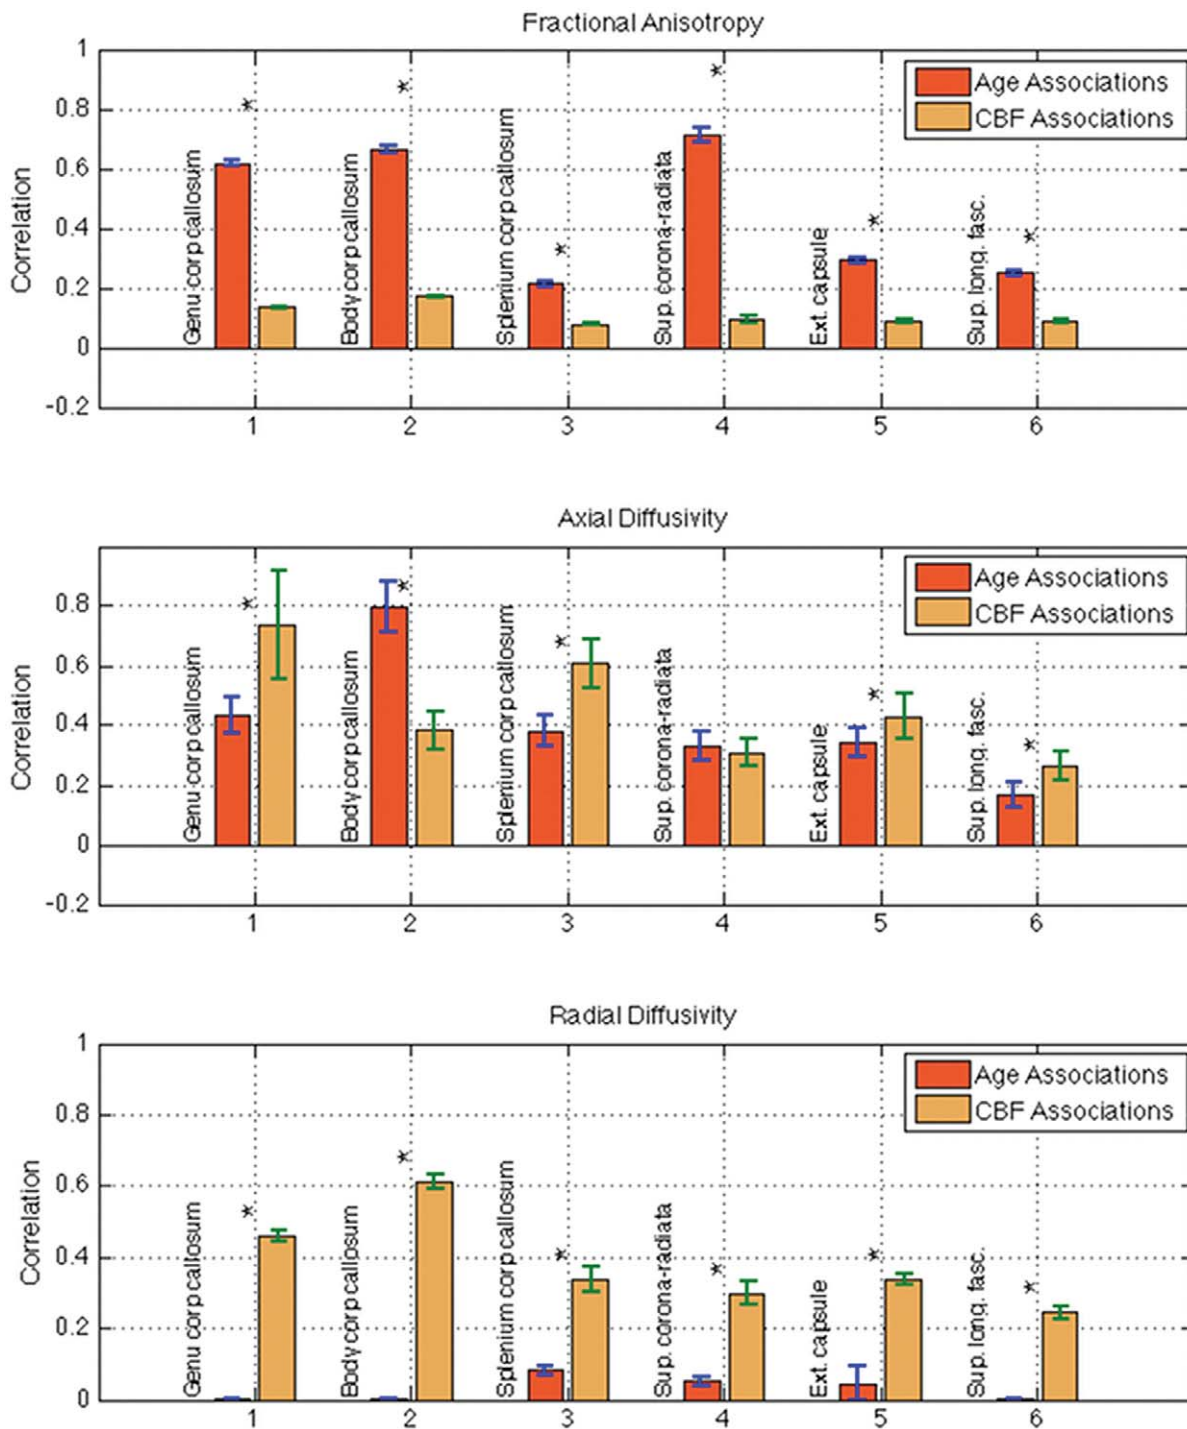 Fractional Anisotropy
Correlation
1
0.8
0.6
0.4
0.2
0
-0.2
Genu corp callosum
Body corp callosum
Splenium corp callosum
Sup. corona-radiata
Ext. capsule
Sup. long. fasc.
Age Associations
CBF Associations
*
*
*
*
*
*
1 2 3 4 5 6
Axial Diffusivity
Correlation
0.8
0.6
0.4
0.2
0
-0.2
Genu corp callosum
Body corp callosum
Splenium corp callosum
Sup. corona-radiata
Ext. capsule
Sup. long. fasc.
Age Associations
CBF Associations
*
*
*
*
*
1 2 3 4 5 6
Radial Diffusivity
Correlation
1
0.8
0.6
0.4
0.2
0
Genu corp callosum
Body corp callosum
Splenium corp callosum
Sup. corona-radiata
Ext. capsule
Sup. long. fasc.
Age Associations
CBF Associations
*
*
*
*
*
*
1 2 3 4 5 6